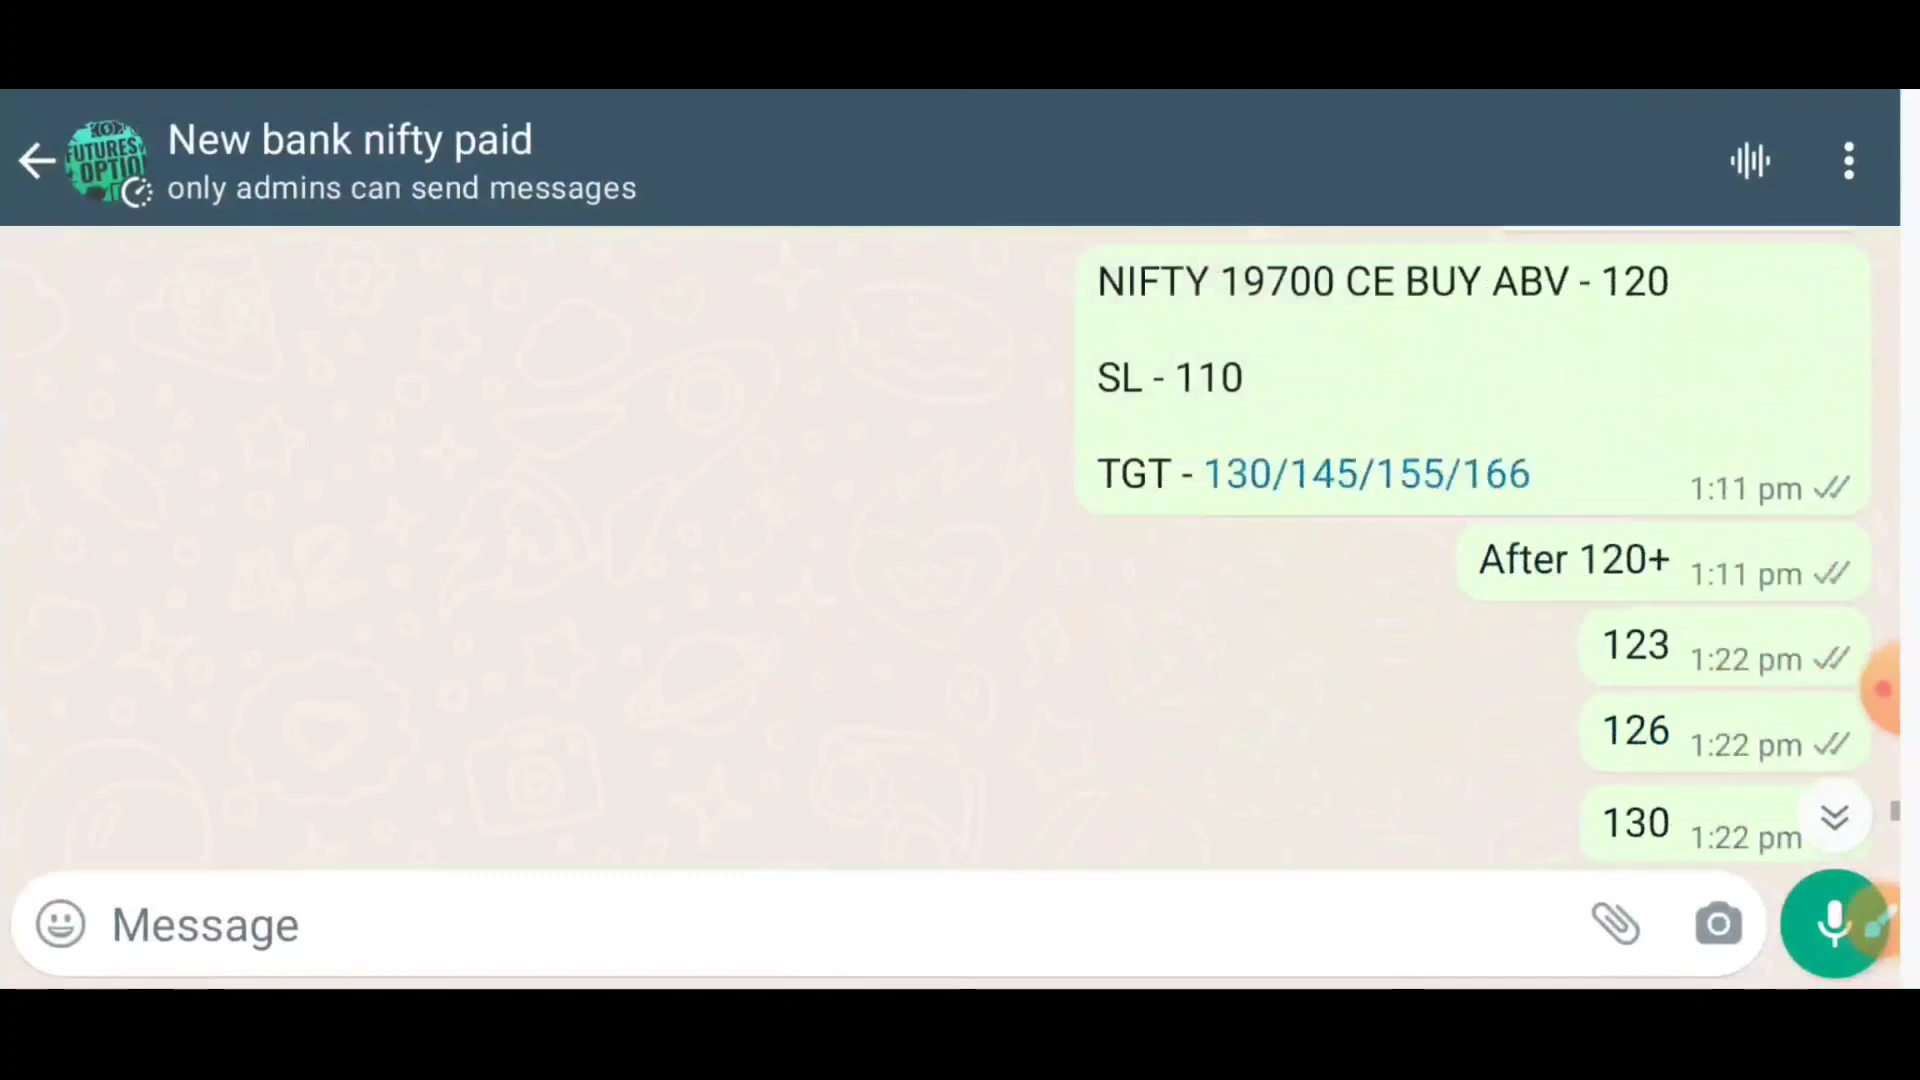 New bank nifty paid
only admins can send messages
FUTURES
OPTIO
NIFTY 19700 CE BUY ABV - 120
SL - 110
TGT - 130/145/155/166
1:11 pm
After 120+ 1:11 pm
123 1:22 pm
126 1:22 pm
130 1:22 pm
Message